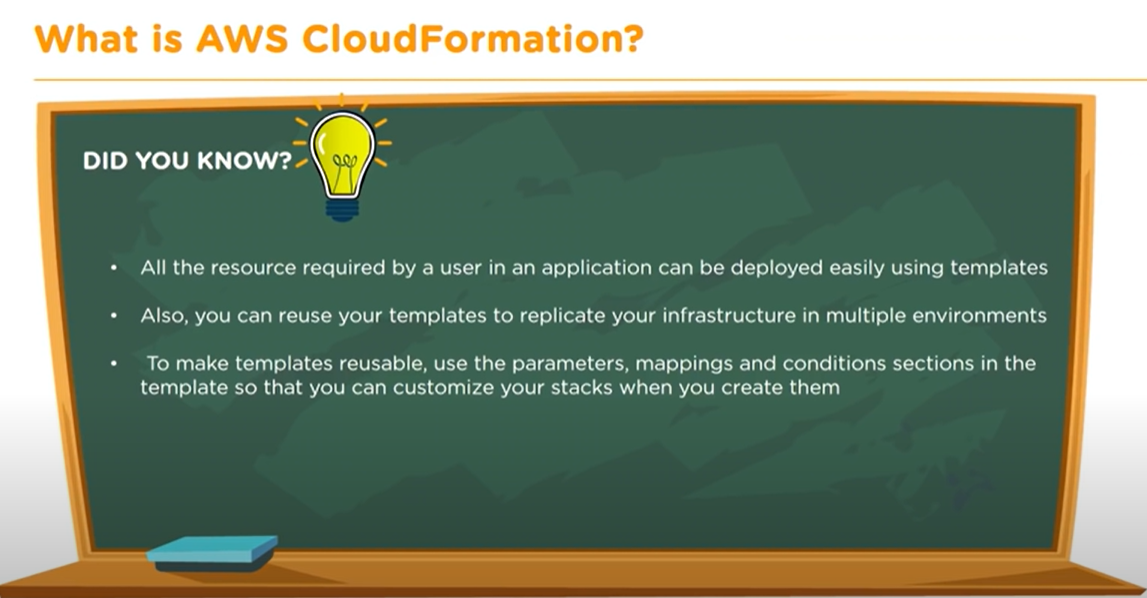 What is AWS CloudFormation?
DID YOU KNOW?
• All the resource required by a user in an application can be deployed easily using templates
• Also, you can reuse your templates to replicate your infrastructure in multiple environments
• To make templates reusable, use the parameters, mappings and conditions sections in the
template so that you can customize your stacks when you create them